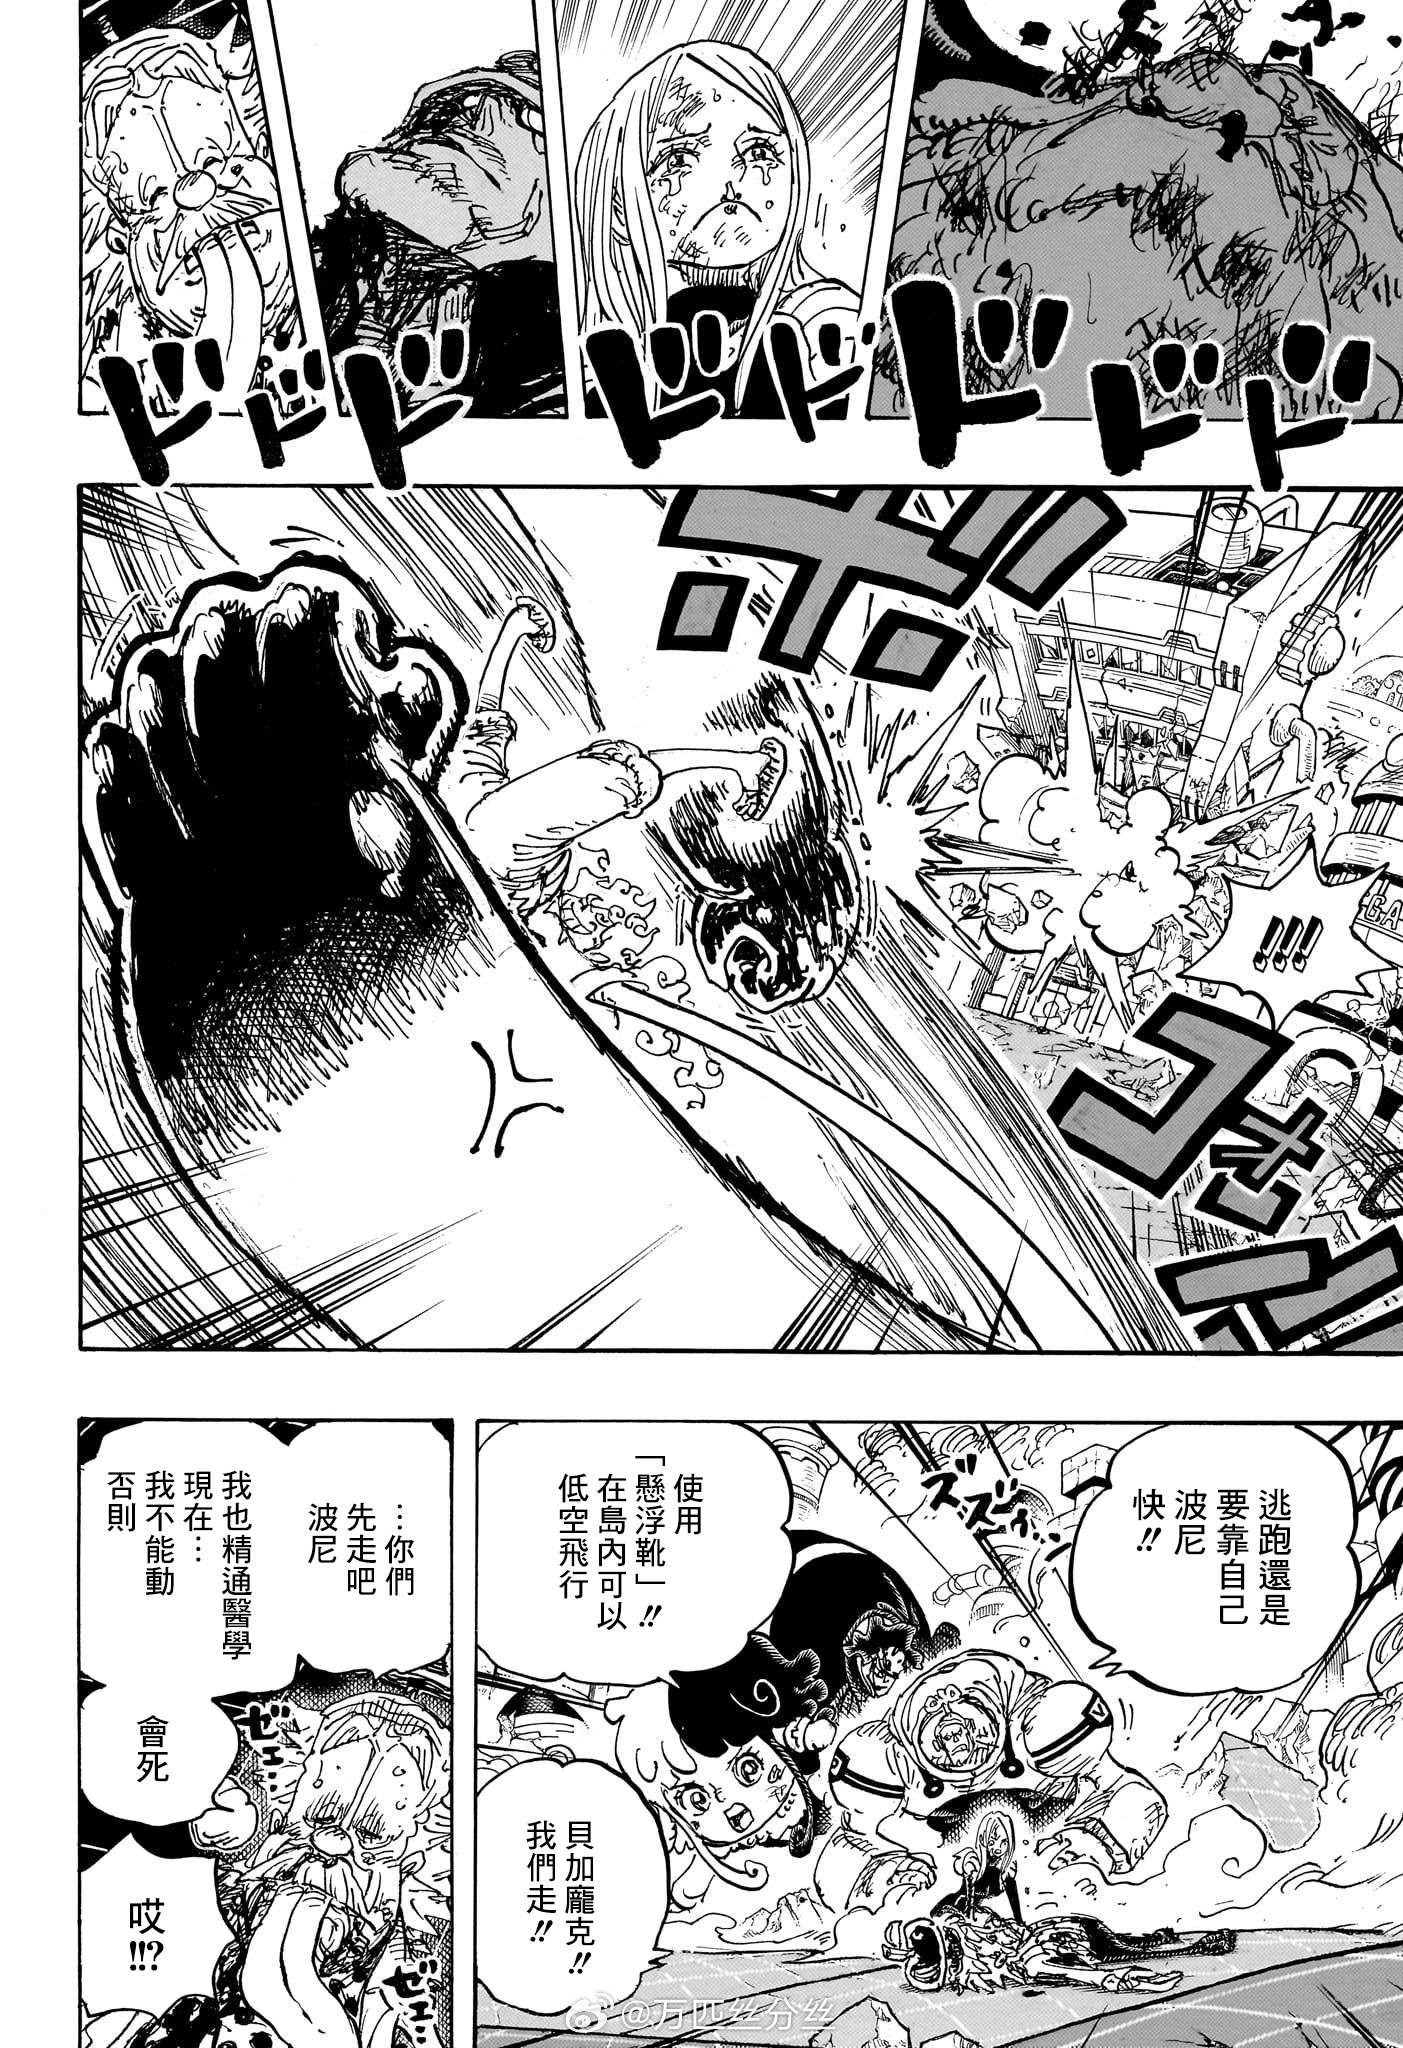 ドドドドドドドド
ボゴォン
!!!
GA
逃跑還是
要靠自己
波尼
快!!
ズズゥ…
使用
「懸浮靴」!!
在島內可以
低空飛行
貝加龐克!!
我們走!!
…你們
先走吧
波尼
我也精通醫學
現在…
我不能動
否則
會死
ゼェ…
ゼェ…
哎!!?
@万匹丝分丝